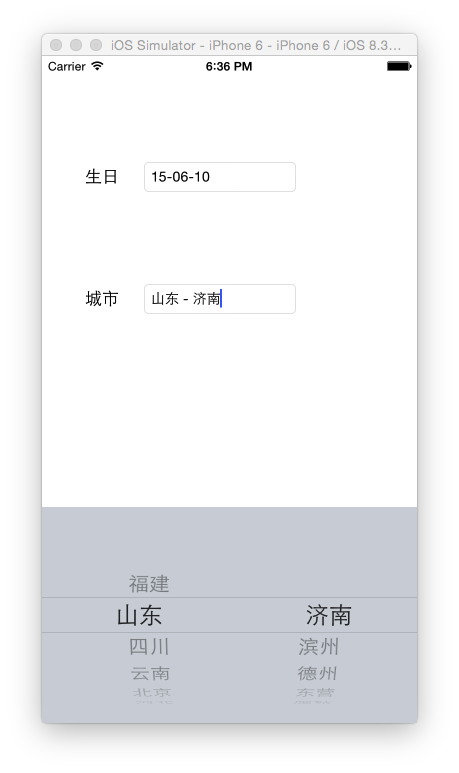 iOS Simulator - iPhone 6 - iPhone 6 / iOS 8.3…
Carrier 6:36 PM
生日 15-06-10
城市 山东 - 济南
福建
山东 济南
四川 滨州
云南 德州
北京 东营